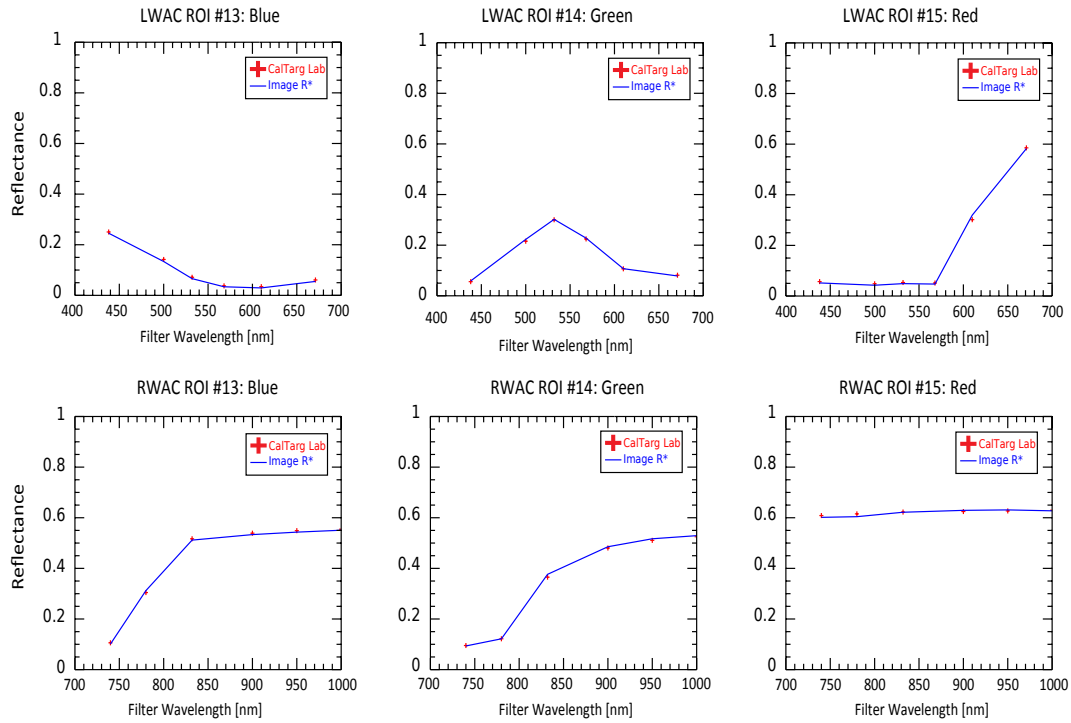 LWAC ROI #13: Blue
1
0.8
0.6
0.4
0.2
0
400 450 500 550 600 650 700
Reflectance
Filter Wavelength [nm]
CalTarg Lab
Image R*
LWAC ROI #14: Green
1
0.8
0.6
0.4
0.2
0
400 450 500 550 600 650 700
Filter Wavelength [nm]
CalTarg Lab
Image R*
LWAC ROI #15: Red
1
0.8
0.6
0.4
0.2
0
400 450 500 550 600 650 700
Filter Wavelength [nm]
CalTarg Lab
Image R*
RWAC ROI #13: Blue
1
0.8
0.6
0.4
0.2
0
700 750 800 850 900 950 1000
Reflectance
Filter Wavelength [nm]
CalTarg Lab
Image R*
RWAC ROI #14: Green
1
0.8
0.6
0.4
0.2
0
700 750 800 850 900 950 1000
Filter Wavelength [nm]
CalTarg Lab
Image R*
RWAC ROI #15: Red
1
0.8
0.6
0.4
0.2
0
700 750 800 850 900 950 1000
Filter Wavelength [nm]
CalTarg Lab
Image R*